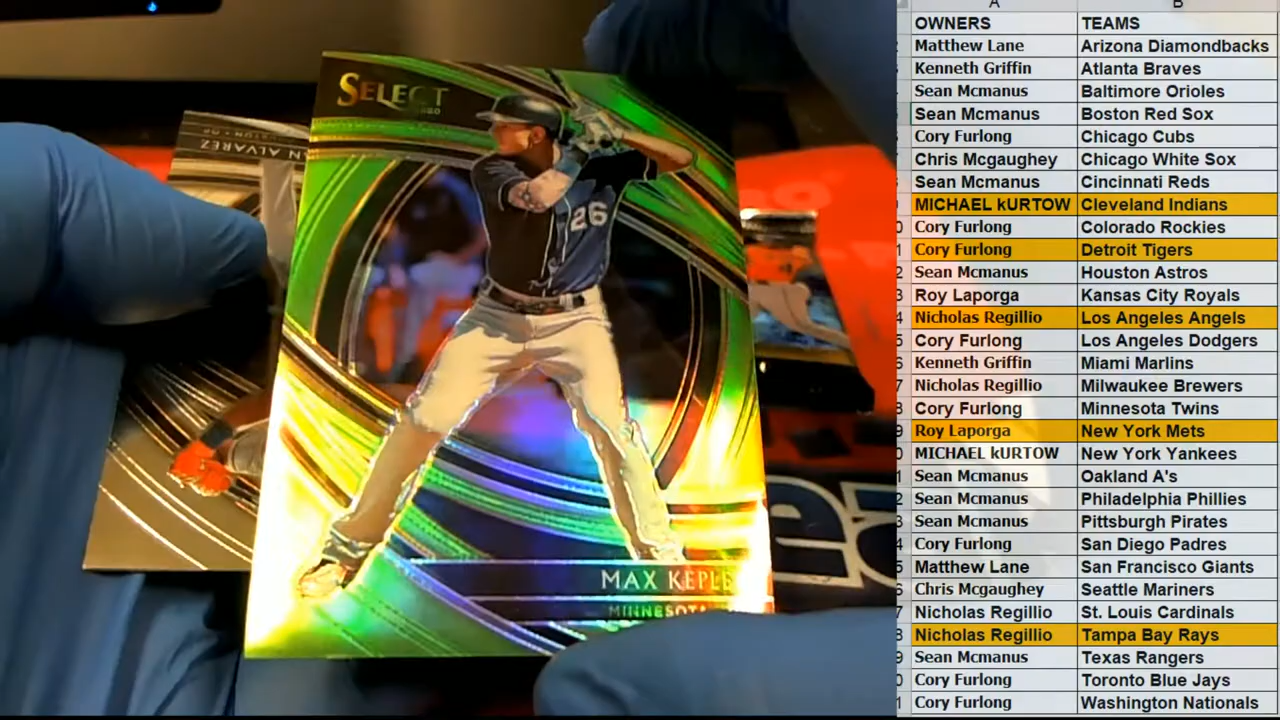 SELECT
AN ALVAREZ
26
MAX KEPLE
MINNESOTA
A B
OWNERS TEAMS
Matthew Lane Arizona Diamondbacks
Kenneth Griffin Atlanta Braves
Sean Mcmanus Baltimore Orioles
Sean Mcmanus Boston Red Sox
Cory Furlong Chicago Cubs
Chris Mcgaughey Chicago White Sox
Sean Mcmanus Cincinnati Reds
MICHAEL kURTOW Cleveland Indians
Cory Furlong Colorado Rockies
Cory Furlong Detroit Tigers
Sean Mcmanus Houston Astros
Roy Laporga Kansas City Royals
Nicholas Regillio Los Angeles Angels
Cory Furlong Los Angeles Dodgers
Kenneth Griffin Miami Marlins
Nicholas Regillio Milwaukee Brewers
Cory Furlong Minnesota Twins
Roy Laporga New York Mets
MICHAEL kURTOW New York Yankees
Sean Mcmanus Oakland A's
Sean Mcmanus Philadelphia Phillies
Sean Mcmanus Pittsburgh Pirates
Cory Furlong San Diego Padres
Matthew Lane San Francisco Giants
Chris Mcgaughey Seattle Mariners
Nicholas Regillio St. Louis Cardinals
Nicholas Regillio Tampa Bay Rays
Sean Mcmanus Texas Rangers
Cory Furlong Toronto Blue Jays
Cory Furlong Washington Nationals